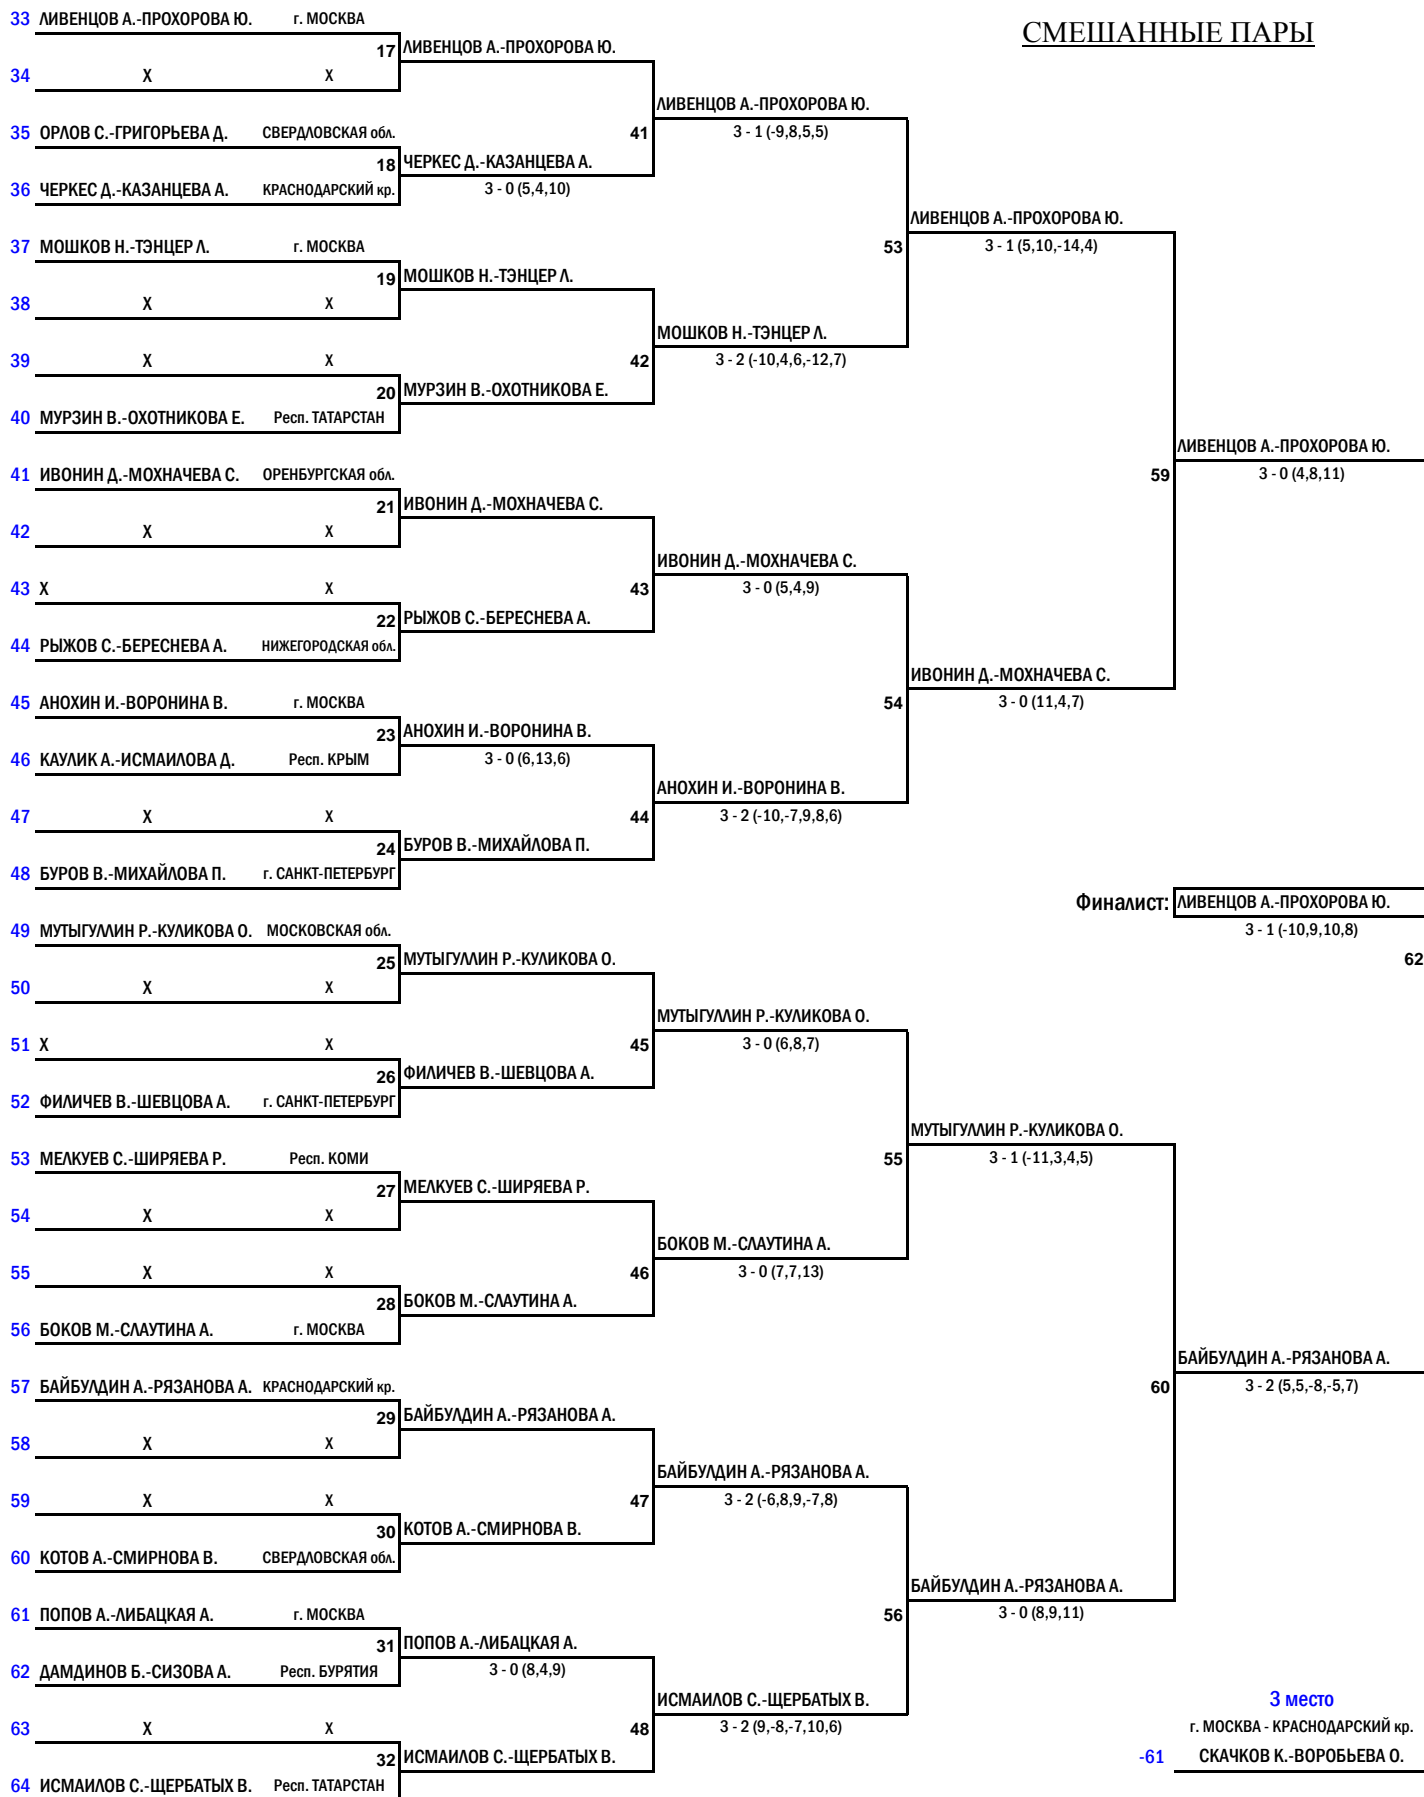 СМЕШАННЫЕ ПАРЫ
33 ЛИВЕНЦОВ А.-ПРОХОРОВА Ю. г. МОСКВА
17 ЛИВЕНЦОВ А.-ПРОХОРОВА Ю.
34 X X
ЛИВЕНЦОВ А.-ПРОХОРОВА Ю.
35 ОРЛОВ С.-ГРИГОРЬЕВА Д. СВЕРДЛОВСКАЯ обл. 41 3 - 1 (-9,8,5,5)
18 ЧЕРКЕС Д.-КАЗАНЦЕВА А.
36 ЧЕРКЕС Д.-КАЗАНЦЕВА А. КРАСНОДАРСКИЙ кр. 3 - 0 (5,4,10)
ЛИВЕНЦОВ А.-ПРОХОРОВА Ю.
37 МОШКОВ Н.-ТЭНЦЕР Л. г. МОСКВА 53 3 - 1 (5,10,-14,4)
19 МОШКОВ Н.-ТЭНЦЕР Л.
38 X X
МОШКОВ Н.-ТЭНЦЕР Л.
39 X X 42 3 - 2 (-10,4,6,-12,7)
20 МУРЗИН В.-ОХОТНИКОВА Е.
40 МУРЗИН В.-ОХОТНИКОВА Е. Респ. ТАТАРСТАН
ЛИВЕНЦОВ А.-ПРОХОРОВА Ю.
41 ИВОНИН Д.-МОХНАЧЕВА С. ОРЕНБУРГСКАЯ обл. 59 3 - 0 (4,8,11)
21 ИВОНИН Д.-МОХНАЧЕВА С.
42 X X
ИВОНИН Д.-МОХНАЧЕВА С.
43 X X 43 3 - 0 (5,4,9)
22 РЫЖОВ С.-БЕРЕСНЕВА А.
44 РЫЖОВ С.-БЕРЕСНЕВА А. НИЖЕГОРОДСКАЯ обл.
ИВОНИН Д.-МОХНАЧЕВА С.
45 АНОХИН И.-ВОРОНИНА В. г. МОСКВА 54 3 - 0 (11,4,7)
23 АНОХИН И.-ВОРОНИНА В.
46 КАУЛИК А.-ИСМАИЛОВА Д. Респ. КРЫМ 3 - 0 (6,13,6)
АНОХИН И.-ВОРОНИНА В.
47 X X 44 3 - 2 (-10,-7,9,8,6)
24 БУРОВ В.-МИХАЙЛОВА П.
48 БУРОВ В.-МИХАЙЛОВА П. г. САНКТ-ПЕТЕРБУРГ
Финалист: ЛИВЕНЦОВ А.-ПРОХОРОВА Ю.
49 МУТЫГУЛЛИН Р.-КУЛИКОВА О. МОСКОВСКАЯ обл. 3 - 1 (-10,9,10,8)
25 МУТЫГУЛЛИН Р.-КУЛИКОВА О. 62
50 X X
МУТЫГУЛЛИН Р.-КУЛИКОВА О.
51 X X 45 3 - 0 (6,8,7)
26 ФИЛИЧЕВ В.-ШЕВЦОВА А.
52 ФИЛИЧЕВ В.-ШЕВЦОВА А. г. САНКТ-ПЕТЕРБУРГ
МУТЫГУЛЛИН Р.-КУЛИКОВА О.
53 МЕЛКУЕВ С.-ШИРЯЕВА Р. Респ. КОМИ 55 3 - 1 (-11,3,4,5)
27 МЕЛКУЕВ С.-ШИРЯЕВА Р.
54 X X
БОКОВ М.-СЛАУТИНА А.
55 X X 46 3 - 0 (7,7,13)
28 БОКОВ М.-СЛАУТИНА А.
56 БОКОВ М.-СЛАУТИНА А. г. МОСКВА
БАЙБУЛДИН А.-РЯЗАНОВА А.
57 БАЙБУЛДИН А.-РЯЗАНОВА А. КРАСНОДАРСКИЙ кр. 60 3 - 2 (5,5,-8,-5,7)
29 БАЙБУЛДИН А.-РЯЗАНОВА А.
58 X X
БАЙБУЛДИН А.-РЯЗАНОВА А.
59 X X 47 3 - 2 (-6,8,9,-7,8)
30 КОТОВ А.-СМИРНОВА В.
60 КОТОВ А.-СМИРНОВА В. СВЕРДЛОВСКАЯ обл.
БАЙБУЛДИН А.-РЯЗАНОВА А.
61 ПОПОВ А.-ЛИБАЦКАЯ А. г. МОСКВА 56 3 - 0 (8,9,11)
31 ПОПОВ А.-ЛИБАЦКАЯ А.
62 ДАМДИНОВ Б.-СИЗОВА А. Респ. БУРЯТИЯ 3 - 0 (8,4,9)
ИСМАИЛОВ С.-ЩЕРБАТЫХ В. 3 место
63 X X 48 3 - 2 (9,-8,-7,10,6) г. МОСКВА - КРАСНОДАРСКИЙ кр.
32 ИСМАИЛОВ С.-ЩЕРБАТЫХ В. -61 СКАЧКОВ К.-ВОРОБЬЕВА О.
64 ИСМАИЛОВ С.-ЩЕРБАТЫХ В. Респ. ТАТАРСТАН